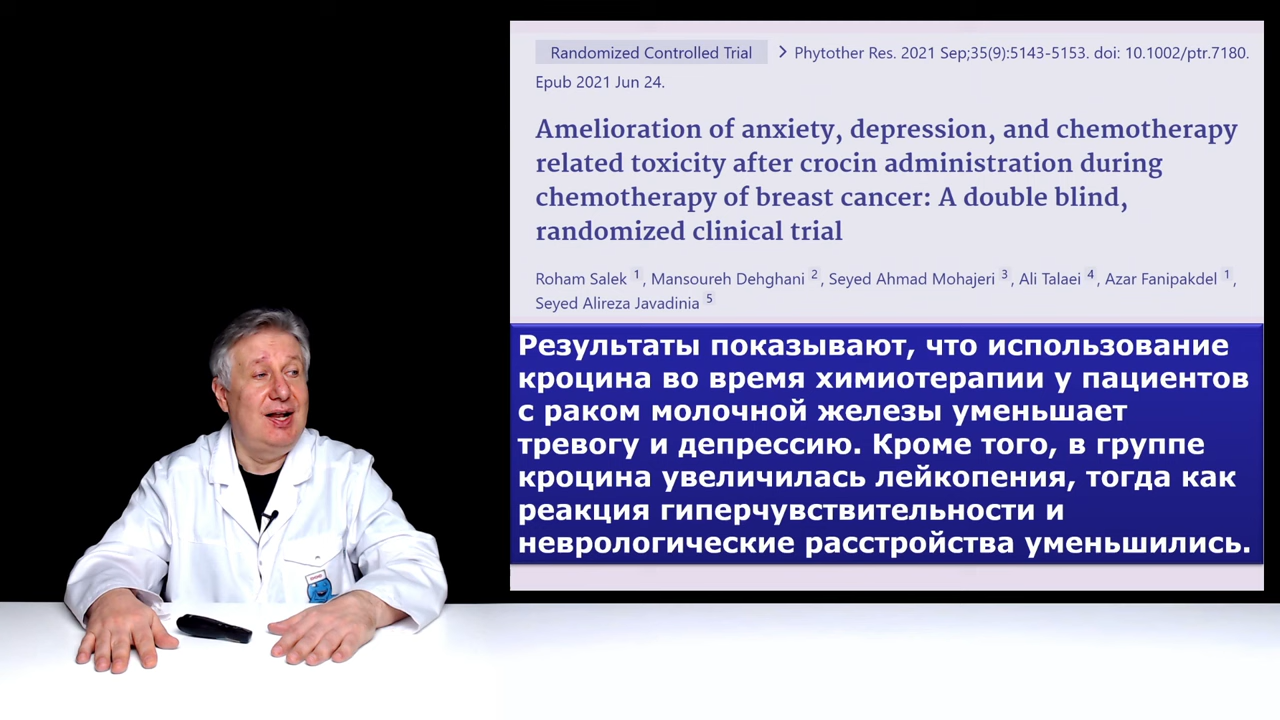 Randomized Controlled Trial > Phytother Res. 2021 Sep;35(9):5143-5153. doi: 10.1002/ptr.7180.
Epub 2021 Jun 24.
Amelioration of anxiety, depression, and chemotherapy
related toxicity after crocin administration during
chemotherapy of breast cancer: A double blind,
randomized clinical trial
Roham Salek 1, Mansoureh Dehghani 2, Seyed Ahmad Mohajeri 3, Ali Talaei 4, Azar Fanipakdel 1,
Seyed Alireza Javadinia 5
Результаты показывают, что использование
кроцина во время химиотерапии у пациентов
с раком молочной железы уменьшает
тревогу и депрессию. Кроме того, в группе
кроцина увеличилась лейкопения, тогда как
реакция гиперчувствительности и
неврологические расстройства уменьшились.